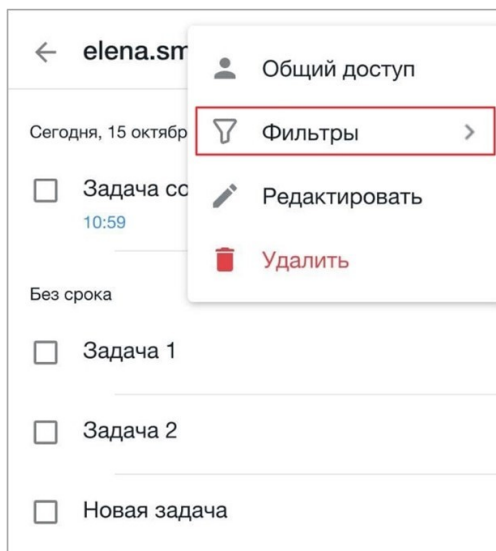 elena.sm
Общий доступ
Сегодня, 15 октябр
Фильтры
Задача со
10:59
Редактировать
Удалить
Без срока
Задача 1
Задача 2
Новая задача